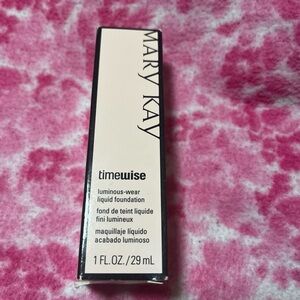 MARY KAY
timewise
luminous-wear
liquid foundation
fond de teint liquide
fini lumineux
maquillaje líquido
acabado luminoso
1 FL.OZ./29 mL